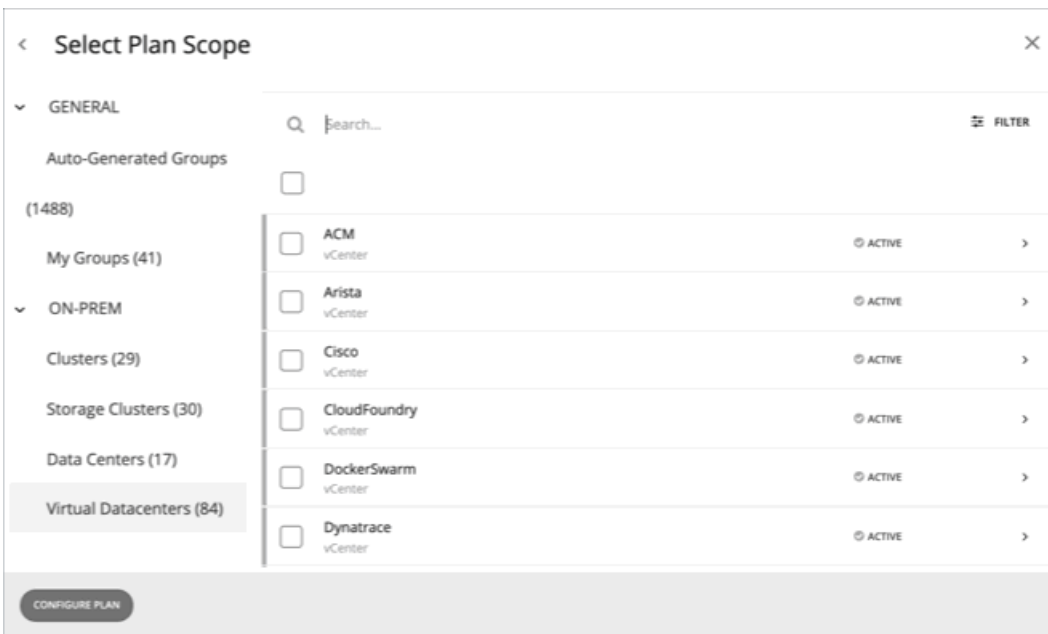 Select Plan Scope
GENERAL
Auto-Generated Groups
(1488)
My Groups (41)
ON-PREM
Clusters (29)
Storage Clusters (30)
Data Centers (17)
Virtual Datacenters (84)
Search...
FILTER
ACM
vCenter
ACTIVE
Arista
vCenter
ACTIVE
Cisco
vCenter
ACTIVE
CloudFoundry
vCenter
ACTIVE
DockerSwarm
vCenter
ACTIVE
Dynatrace
vCenter
ACTIVE
CONFIGURE PLAN